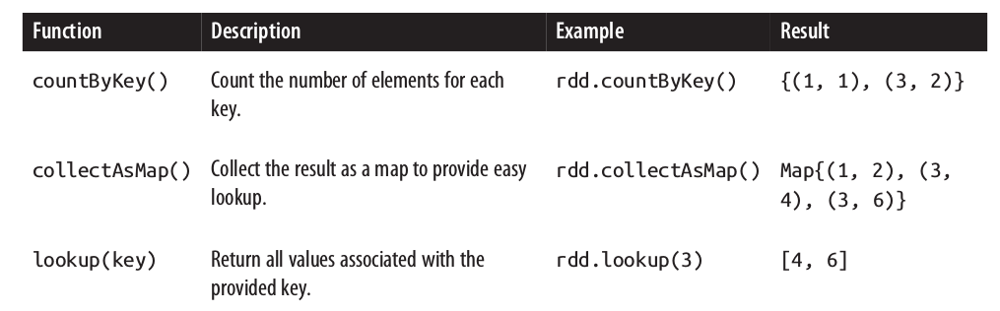 Function Description Example Result
countByKey() Count the number of elements for each rdd.countByKey() {(1, 1), (3, 2)}
key.
collectAsMap() Collect the result as a map to provide easy rdd.collectAsMap() Map{(1, 2), (3,
lookup. 4), (3, 6)}
lookup(key) Return all values associated with the rdd.lookup(3) [4, 6]
provided key.